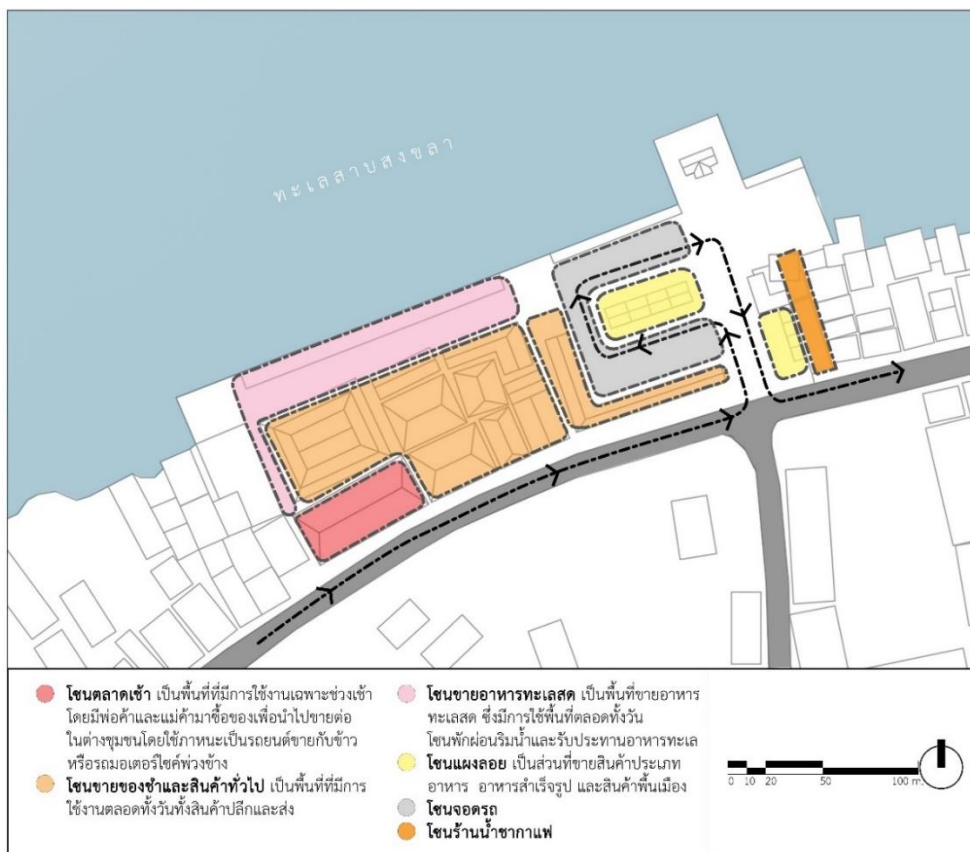 ทะเลสาบสงขลา
โซนตลาดเช้า เป็นพื้นที่ที่มีการใช้งานเฉพาะช่วงเช้า
โดยมีพ่อค้าและแม่ค้ามาซื้อของเพื่อนำไปขายต่อ
ในต่างชุมชนโดยใช้ภาหนะเป็นรถยนต์ขายกับข้าว
หรือรถมอเตอร์ไซค์พ่วงข้าง
โซนขายของชำและสินค้าทั่วไป เป็นพื้นที่ที่มีการ
ใช้งานตลอดทั้งวันทั้งสินค้าปลีกและส่ง
โซนขายอาหารทะเลสด เป็นพื้นที่ขายอาหาร
ทะเลสด ซึ่งมีการใช้พื้นที่ตลอดทั้งวัน
โซนพักผ่อนริมน้ำและรับประทานอาหารทะเล
โซนแผงลอย เป็นส่วนที่ขายสินค้าประเภท
อาหาร อาหารสำเร็จรูป และสินค้าพื้นเมือง
โซนจอดรถ
โซนร้านน้ำชากาแฟ
0 10 20 50 100 m.